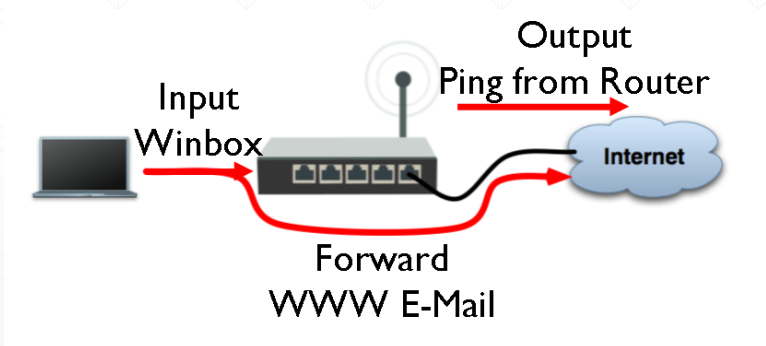 Output
Ping from Router
Input
Winbox
Internet
Forward
WWW E-Mail